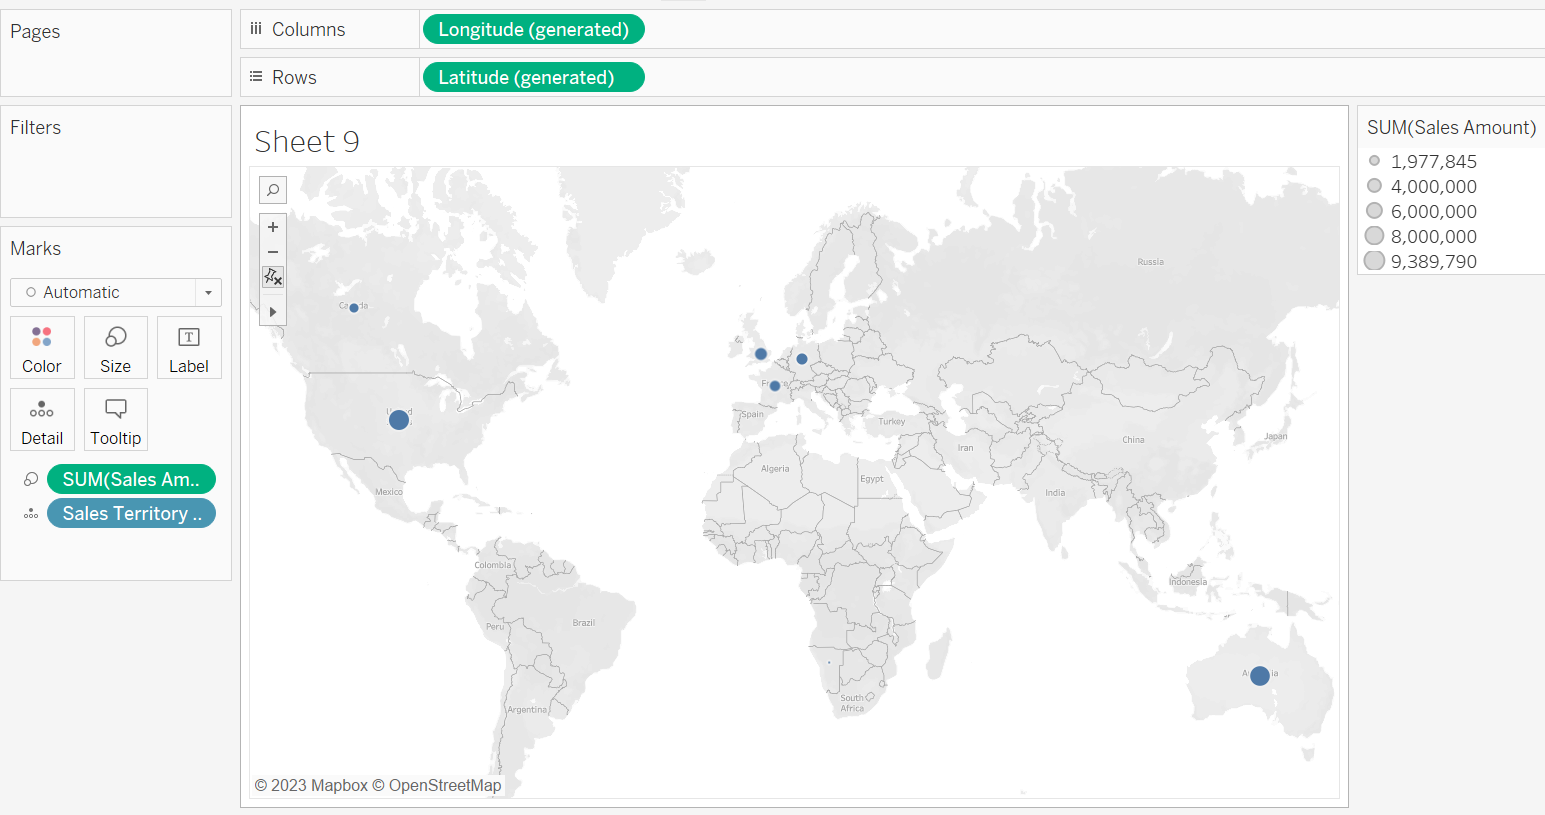 Pages
Columns
Longitude (generated)
Rows
Latitude (generated)
Filters
Marks
Automatic
Color
Size
Label
Detail
Tooltip
SUM(Sales Am..
Sales Territory ..
Sheet 9
Russia
Spain
Turkey
Iran
China
Japan
Mexico
Algeria
Egypt
India
Colombia
Indonesia
Peru
Brazil
South
Africa
Argentina
© 2023 Mapbox © OpenStreetMap
SUM(Sales Amount)
1,977,845
4,000,000
6,000,000
8,000,000
9,389,790